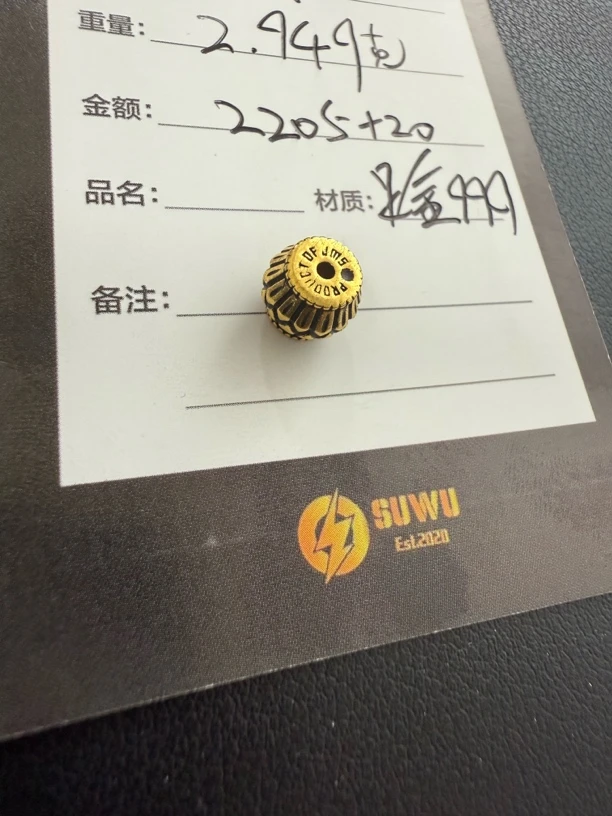 重量: 2.949克
金额: 2205+20
品名: 材质: 足金999
PRODUCT OF JMS
备注:
SUWU
Est.2020